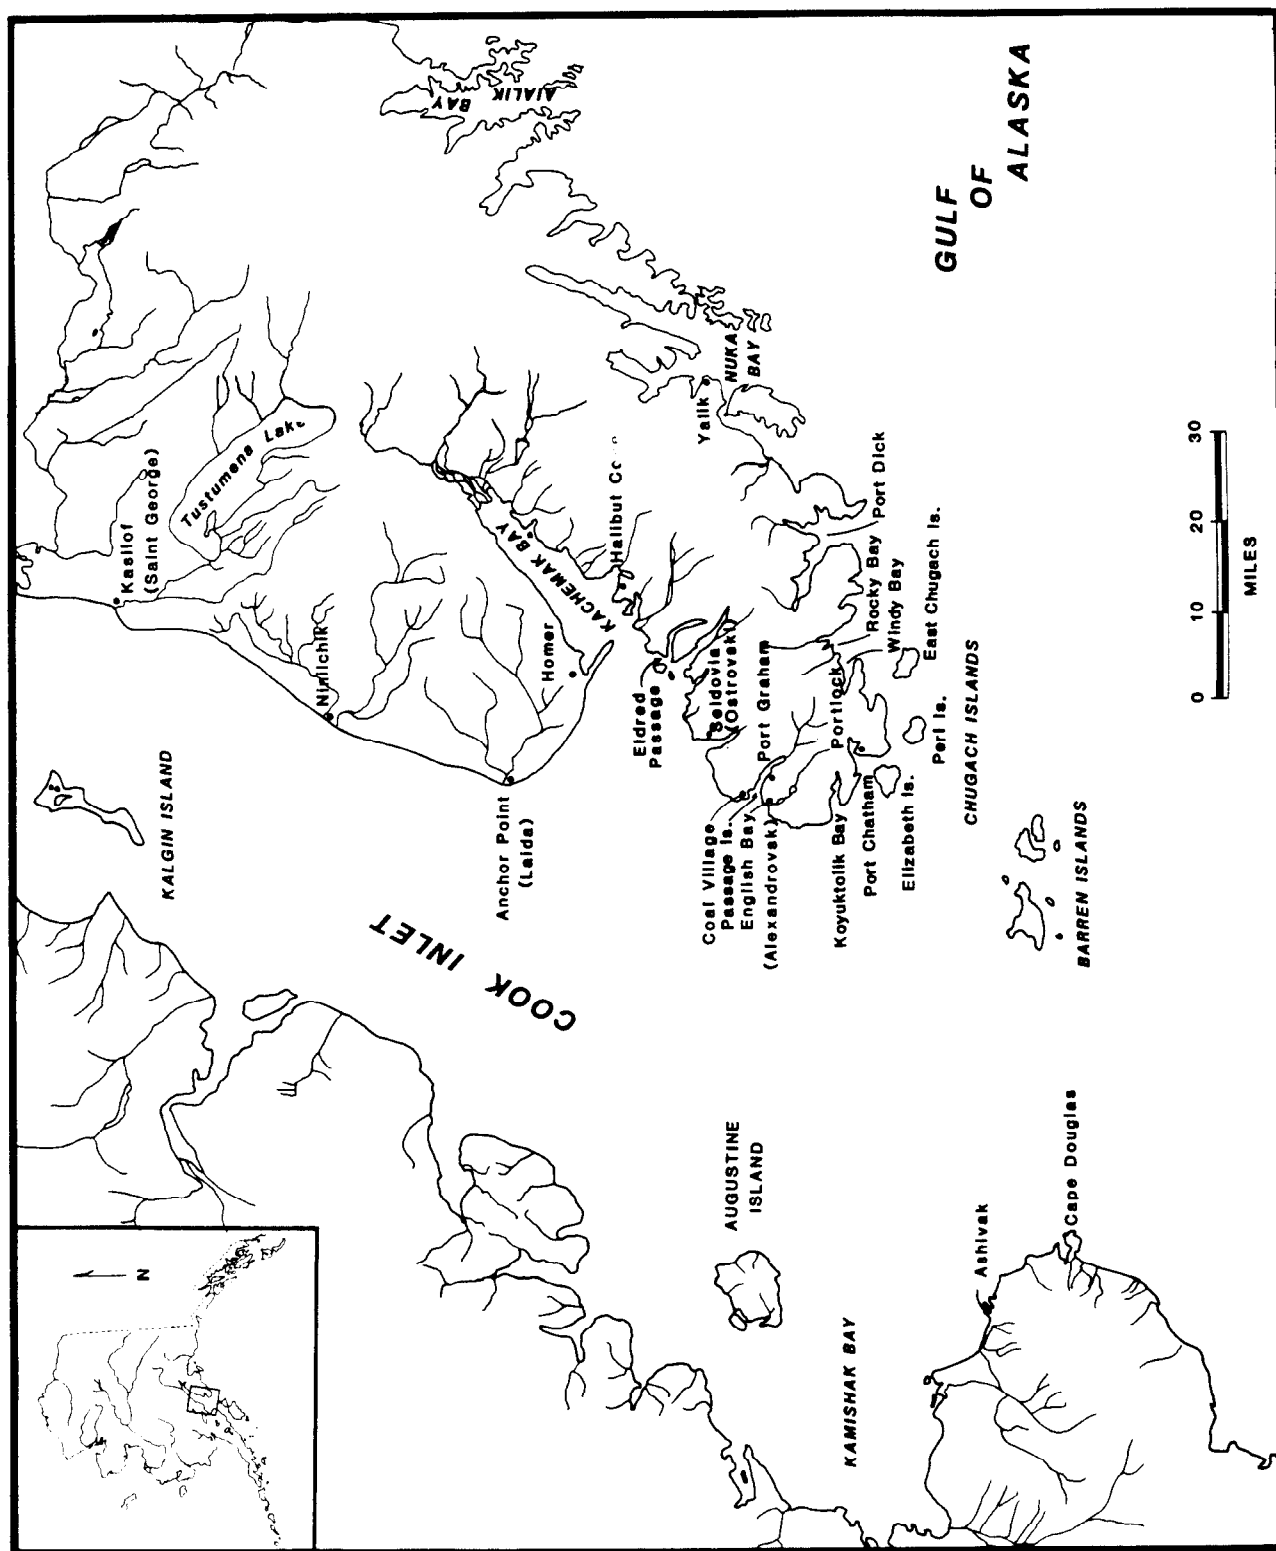 N
KALGIN ISLAND
Kasilof
(Saint George)
Tustumena Lake
Ninilchik
Anchor Point
(Laida)
Homer
KACHEMAK BAY
Halibut
COOK INLET
Eldred
Passage
Seldovia
(Ostrovski)
Coal Village
Passage Is.
English Bay
(Alexandrovsk)
Port Graham
Koyuktolik Bay
Portlock
Port Chatham
Elizabeth Is.
Perl Is.
CHUGACH ISLANDS
East Chugach Is.
Windy Bay
Rocky Bay
Port Dick
Yalik
NUKA
BAY
AIALIK
BAY
GULF
OF
ALASKA
BARREN ISLANDS
AUGUSTINE
ISLAND
KAMISHAK BAY
Ashivak
Cape Douglas
0 10 20 30
MILES